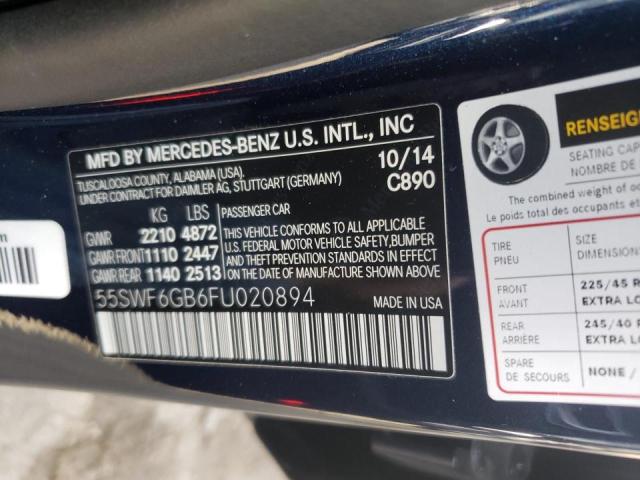 MFD BY MERCEDES-BENZ U.S. INTL., INC
TUSCALOOSA COUNTY, ALABAMA (USA). 10/14
UNDER CONTRACT FOR DAIMLER AG, STUTTGART (GERMANY) C890
KG LBS PASSENGER CAR
GVWR 2210 4872
GAWR FRONT 1110 2447
GAWR REAR 1140 2513
THIS VEHICLE CONFORMS TO ALL APPLICABLE
U.S. FEDERAL MOTOR VEHICLE SAFETY, BUMPER
AND THEFT PREVENTION STANDARDS IN EFFECT
ON THE DATE OF MANUFACTURE SHOWN ABOVE.
55SWF6GB6FU020894
MADE IN USA
RENSEIGN
SEATING CAP
NOMBRE DE
The combined weight of o
Le poids total des occupants et
TIRE SIZE
PNEU DIMENSION
FRONT 225/45 R
AVANT EXTRA LO
REAR 245/40 R
ARRIÈRE EXTRA LO
SPARE NONE /
DE SECOURS